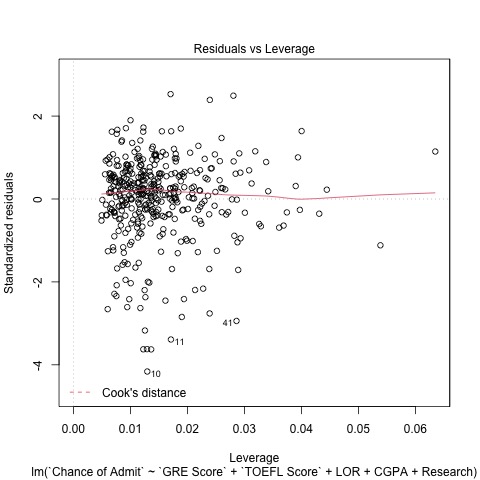 Residuals vs Leverage
Standardized residuals
2
0
-2
-4
41
11
10
Cook's distance
0.00 0.01 0.02 0.03 0.04 0.05 0.06
Leverage
lm(`Chance of Admit` ~ `GRE Score` + `TOEFL Score` + LOR + CGPA + Research)